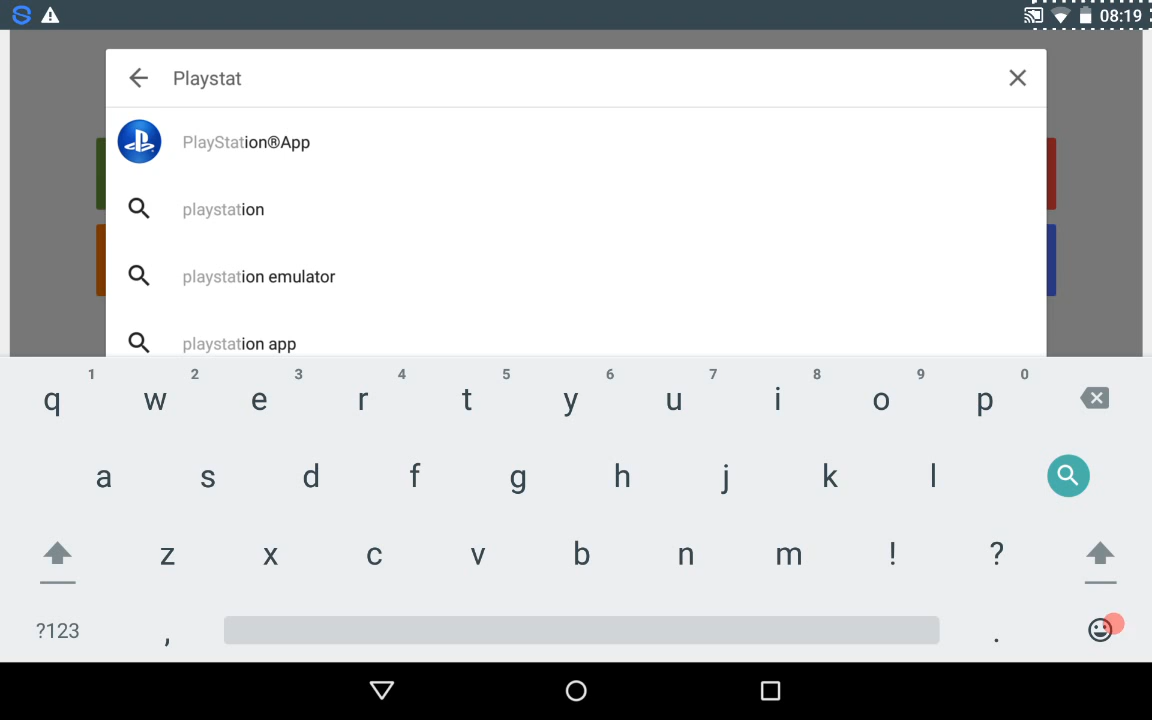 08:19
Playstat
PlayStation®App
playstation
playstation emulator
playstation app
1 2 3 4 5 6 7 8 9 0
q w e r t y u i o p
a s d f g h j k l
z x c v b n m ! ?
?123 , .